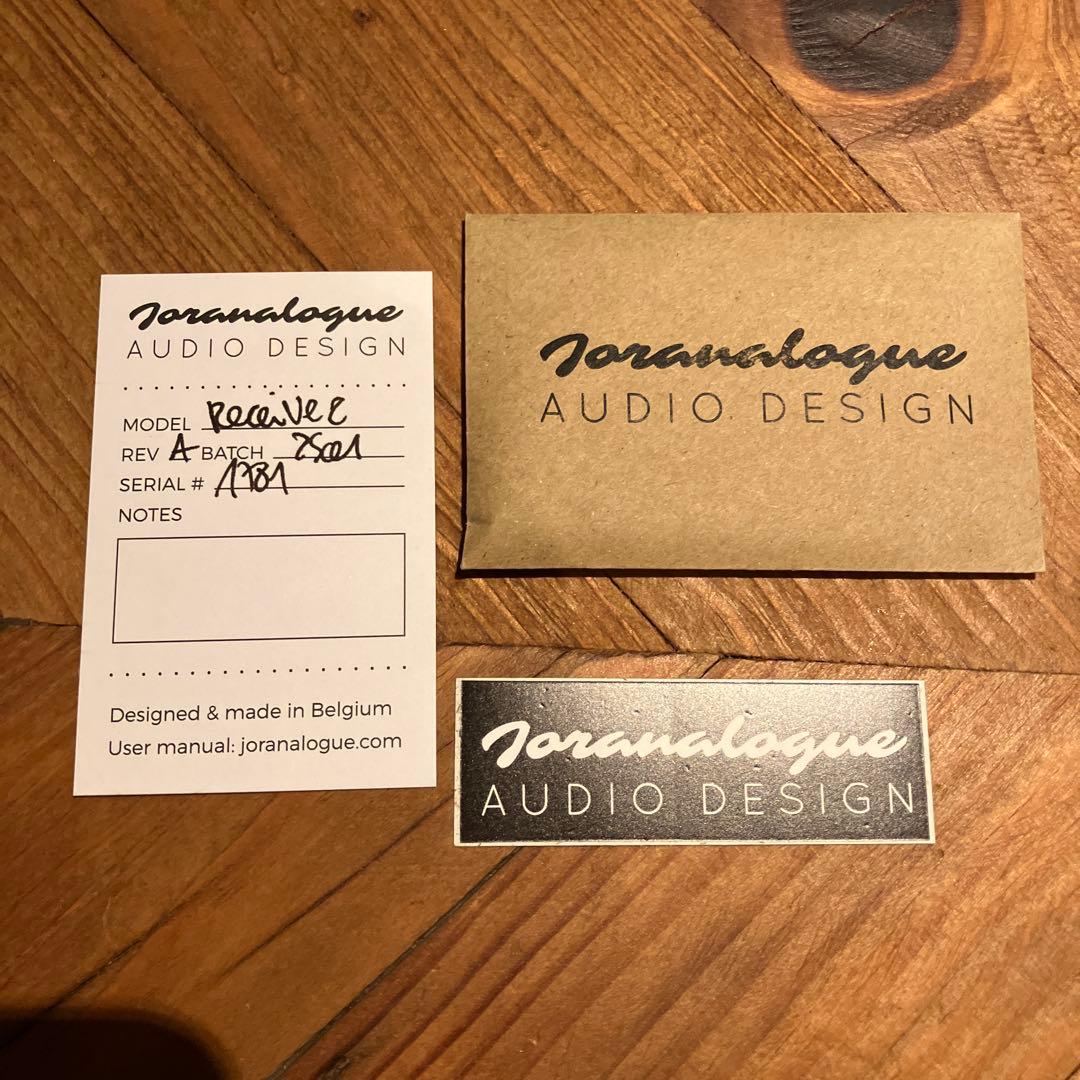 Joranalogue
AUDIO DESIGN
MODEL Receive 2
REV A BATCH 25001
SERIAL # 1781
NOTES
Designed & made in Belgium
User manual: joranalogue.com
Joranalogue
AUDIO DESIGN
Joranalogue
AUDIO DESIGN